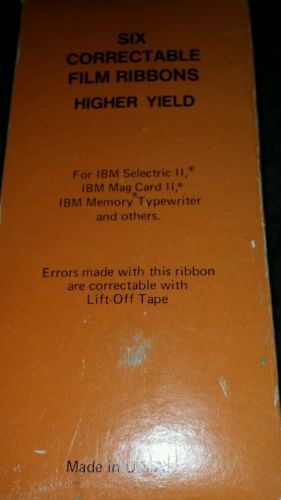 SIX
CORRECTABLE
FILM RIBBONS
HIGHER YIELD
For IBM Selectric II,®
IBM Mag Card II,®
IBM Memory® Typewriter
and others.
Errors made with this ribbon
are correctable with
Lift-Off Tape
Made in U.S.A.